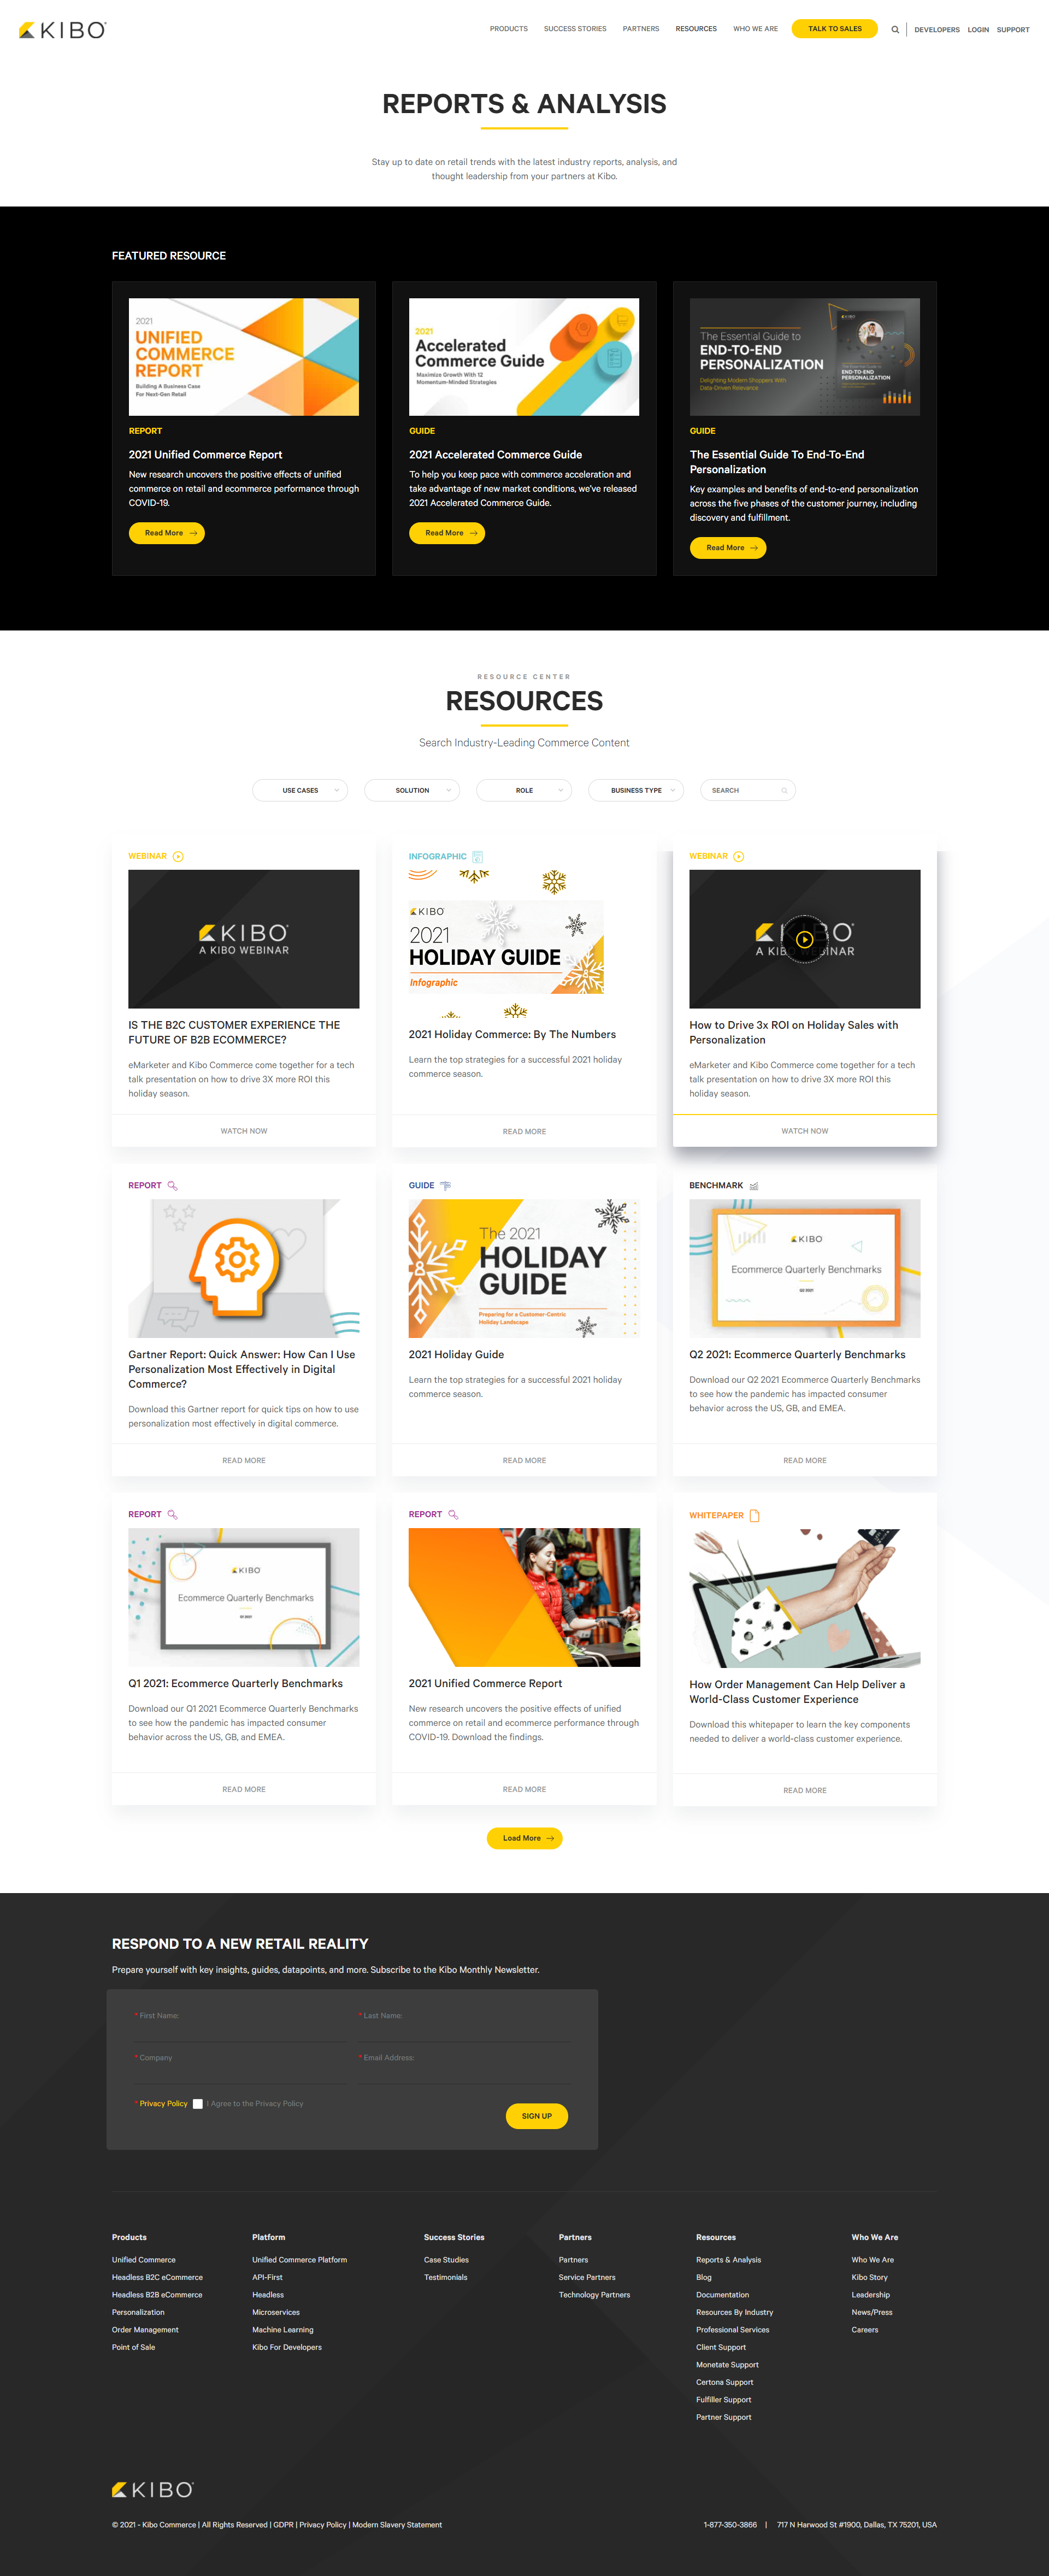 KIBO
PRODUCTS SUCCESS STORIES PARTNERS RESOURCES WHO WE ARE TALK TO SALES DEVELOPERS LOGIN SUPPORT
REPORTS & ANALYSIS
Stay up to date on retail trends with the latest industry reports, analysis, and
thought leadership from your partners at Kibo.
FEATURED RESOURCE
2021
UNIFIED
COMMERCE
REPORT
Building A Business Case
For Next-Gen Retail
REPORT
2021 Unified Commerce Report
New research uncovers the positive effects of unified
commerce on retail and ecommerce performance through
COVID-19.
Read More
2021
Accelerated
Commerce Guide
Maximize Growth With 12
Momentum-Minded Strategies
GUIDE
2021 Accelerated Commerce Guide
To help you keep pace with commerce acceleration and
take advantage of new market conditions, we've released
2021 Accelerated Commerce Guide.
Read More
The Essential Guide to
END-TO-END
PERSONALIZATION
Delighting Modern Shoppers With
Data-Driven Relevance
KIBO
END-TO-END
PERSONALIZATION
GUIDE
The Essential Guide To End-To-End
Personalization
Key examples and benefits of end-to-end personalization
across the five phases of the customer journey, including
discovery and fulfillment.
Read More
RESOURCE CENTER
RESOURCES
Search Industry-Leading Commerce Content
USE CASES SOLUTION ROLE BUSINESS TYPE SEARCH
WEBINAR
KIBO
A KIBO WEBINAR
IS THE B2C CUSTOMER EXPERIENCE THE
FUTURE OF B2B ECOMMERCE?
eMarketer and Kibo Commerce come together for a tech
talk presentation on how to drive 3X more ROI this
holiday season.
WATCH NOW
INFOGRAPHIC
KIBO
2021
HOLIDAY GUIDE
Infographic
2021 Holiday Commerce: By The Numbers
Learn the top strategies for a successful 2021 holiday
commerce season.
READ MORE
WEBINAR
KIBO
A KIBO WEBINAR
How to Drive 3x ROI on Holiday Sales with
Personalization
eMarketer and Kibo Commerce come together for a tech
talk presentation on how to drive 3X more ROI this
holiday season.
WATCH NOW
REPORT
Gartner Report: Quick Answer: How Can I Use
Personalization Most Effectively in Digital
Commerce?
Download this Gartner report for quick tips on how to use
personalization most effectively in digital commerce.
READ MORE
GUIDE
The 2021
HOLIDAY
GUIDE
Preparing for a Customer-Centric
Holiday Landscape
2021 Holiday Guide
Learn the top strategies for a successful 2021 holiday
commerce season.
READ MORE
BENCHMARK
KIBO
Ecommerce Quarterly Benchmarks
Q2 2021
Q2 2021: Ecommerce Quarterly Benchmarks
Download our Q2 2021 Ecommerce Quarterly Benchmarks
to see how the pandemic has impacted consumer
behavior across the US, GB, and EMEA.
READ MORE
REPORT
KIBO
Ecommerce Quarterly Benchmarks
Q1 2021
Q1 2021: Ecommerce Quarterly Benchmarks
Download our Q1 2021 Ecommerce Quarterly Benchmarks
to see how the pandemic has impacted consumer
behavior across the US, GB, and EMEA.
READ MORE
REPORT
2021 Unified Commerce Report
New research uncovers the positive effects of unified
commerce on retail and ecommerce performance through
COVID-19. Download the findings.
READ MORE
WHITEPAPER
How Order Management Can Help Deliver a
World-Class Customer Experience
Download this whitepaper to learn the key components
needed to deliver a world-class customer experience.
READ MORE
Load More
RESPOND TO A NEW RETAIL REALITY
Prepare yourself with key insights, guides, datapoints, and more. Subscribe to the Kibo Monthly Newsletter.
* First Name: * Last Name:
* Company * Email Address:
* Privacy Policy I Agree to the Privacy Policy
SIGN UP
Products
Unified Commerce
Headless B2C eCommerce
Headless B2B eCommerce
Personalization
Order Management
Point of Sale
Platform
Unified Commerce Platform
API-First
Headless
Microservices
Machine Learning
Kibo For Developers
Success Stories
Case Studies
Testimonials
Partners
Partners
Service Partners
Technology Partners
Resources
Reports & Analysis
Blog
Documentation
Resources By Industry
Professional Services
Client Support
Monetate Support
Certona Support
Fulfiller Support
Partner Support
Who We Are
Who We Are
Kibo Story
Leadership
News/Press
Careers
KIBO
© 2021 - Kibo Commerce | All Rights Reserved | GDPR | Privacy Policy | Modern Slavery Statement
1-877-350-3866 | 717 N Harwood St #1900, Dallas, TX 75201, USA